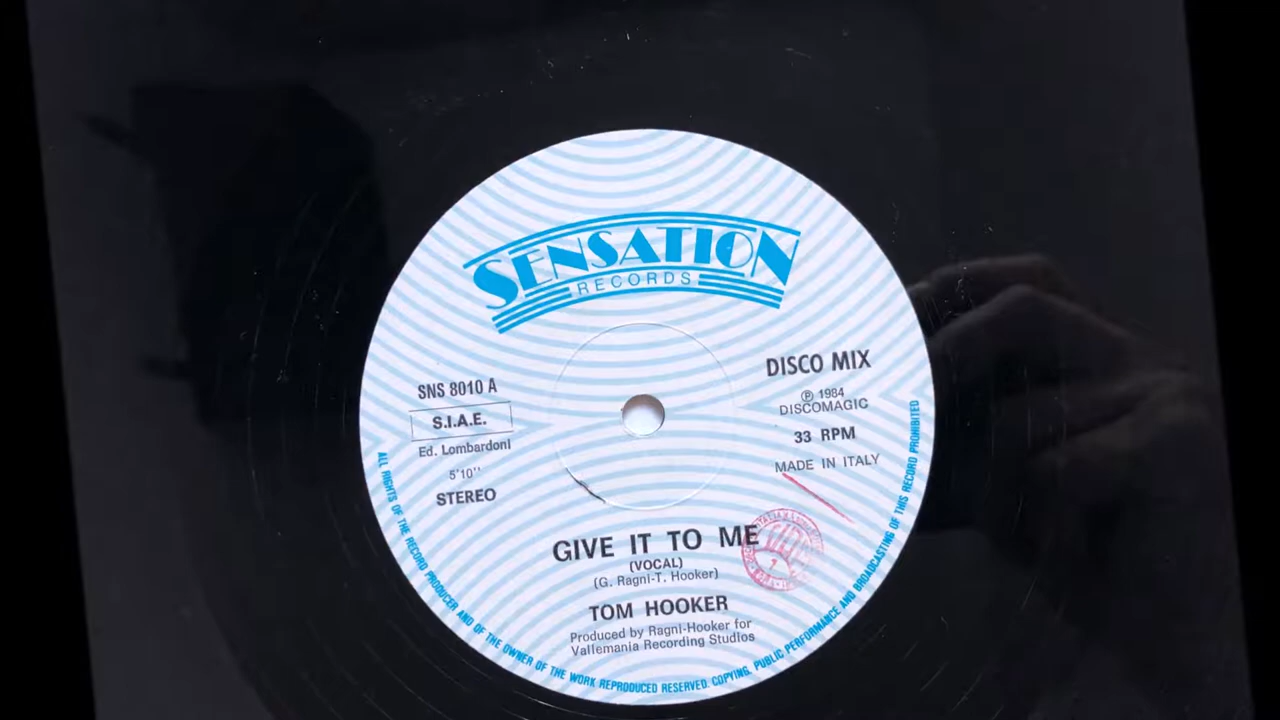 SENSATION
RECORDS
SNS 8010 A
S.I.A.E.
Ed. Lombardoni
5'10''
STEREO
DISCO MIX
Ⓟ 1984
DISCOMAGIC
33 RPM
MADE IN ITALY
GIVE IT TO ME
(VOCAL)
(G. Ragni-T. Hooker)
TOM HOOKER
Produced by Ragni-Hooker for
Vallemania Recording Studios
ALL RIGHTS OF THE RECORD PRODUCER AND OF THE OWNER OF THE WORK REPRODUCED RESERVED. COPYING, PUBLIC PERFORMANCE AND BROADCASTING OF THIS RECORD PROHIBITED